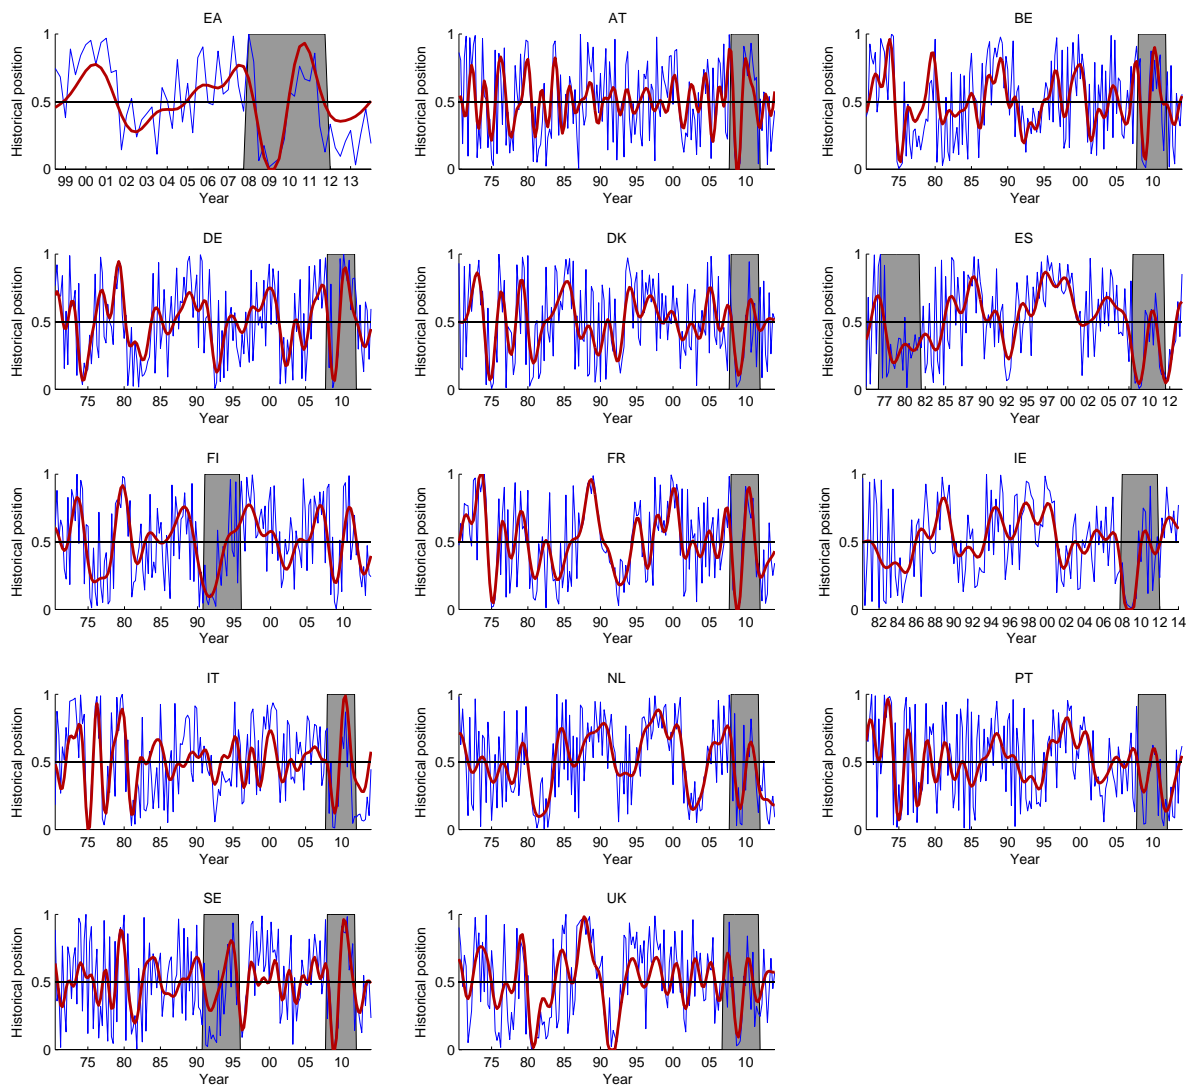 EA
Historical position
1
0.5
0
99 00 01 02 03 04 05 06 07 08 09 10 11 12 13
Year
AT
Historical position
1
0.5
0
75 80 85 90 95 00 05 10
Year
BE
Historical position
1
0.5
0
75 80 85 90 95 00 05 10
Year
DE
Historical position
1
0.5
0
75 80 85 90 95 00 05 10
Year
DK
Historical position
1
0.5
0
75 80 85 90 95 00 05 10
Year
ES
Historical position
1
0.5
0
77 80 82 85 87 90 92 95 97 00 02 05 07 10 12
Year
FI
Historical position
1
0.5
0
75 80 85 90 95 00 05 10
Year
FR
Historical position
1
0.5
0
75 80 85 90 95 00 05 10
Year
IE
Historical position
1
0.5
0
82 84 86 88 90 92 94 96 98 00 02 04 06 08 10 12 14
Year
IT
Historical position
1
0.5
0
75 80 85 90 95 00 05 10
Year
NL
Historical position
1
0.5
0
75 80 85 90 95 00 05 10
Year
PT
Historical position
1
0.5
0
75 80 85 90 95 00 05 10
Year
SE
Historical position
1
0.5
0
75 80 85 90 95 00 05 10
Year
UK
Historical position
1
0.5
0
75 80 85 90 95 00 05 10
Year